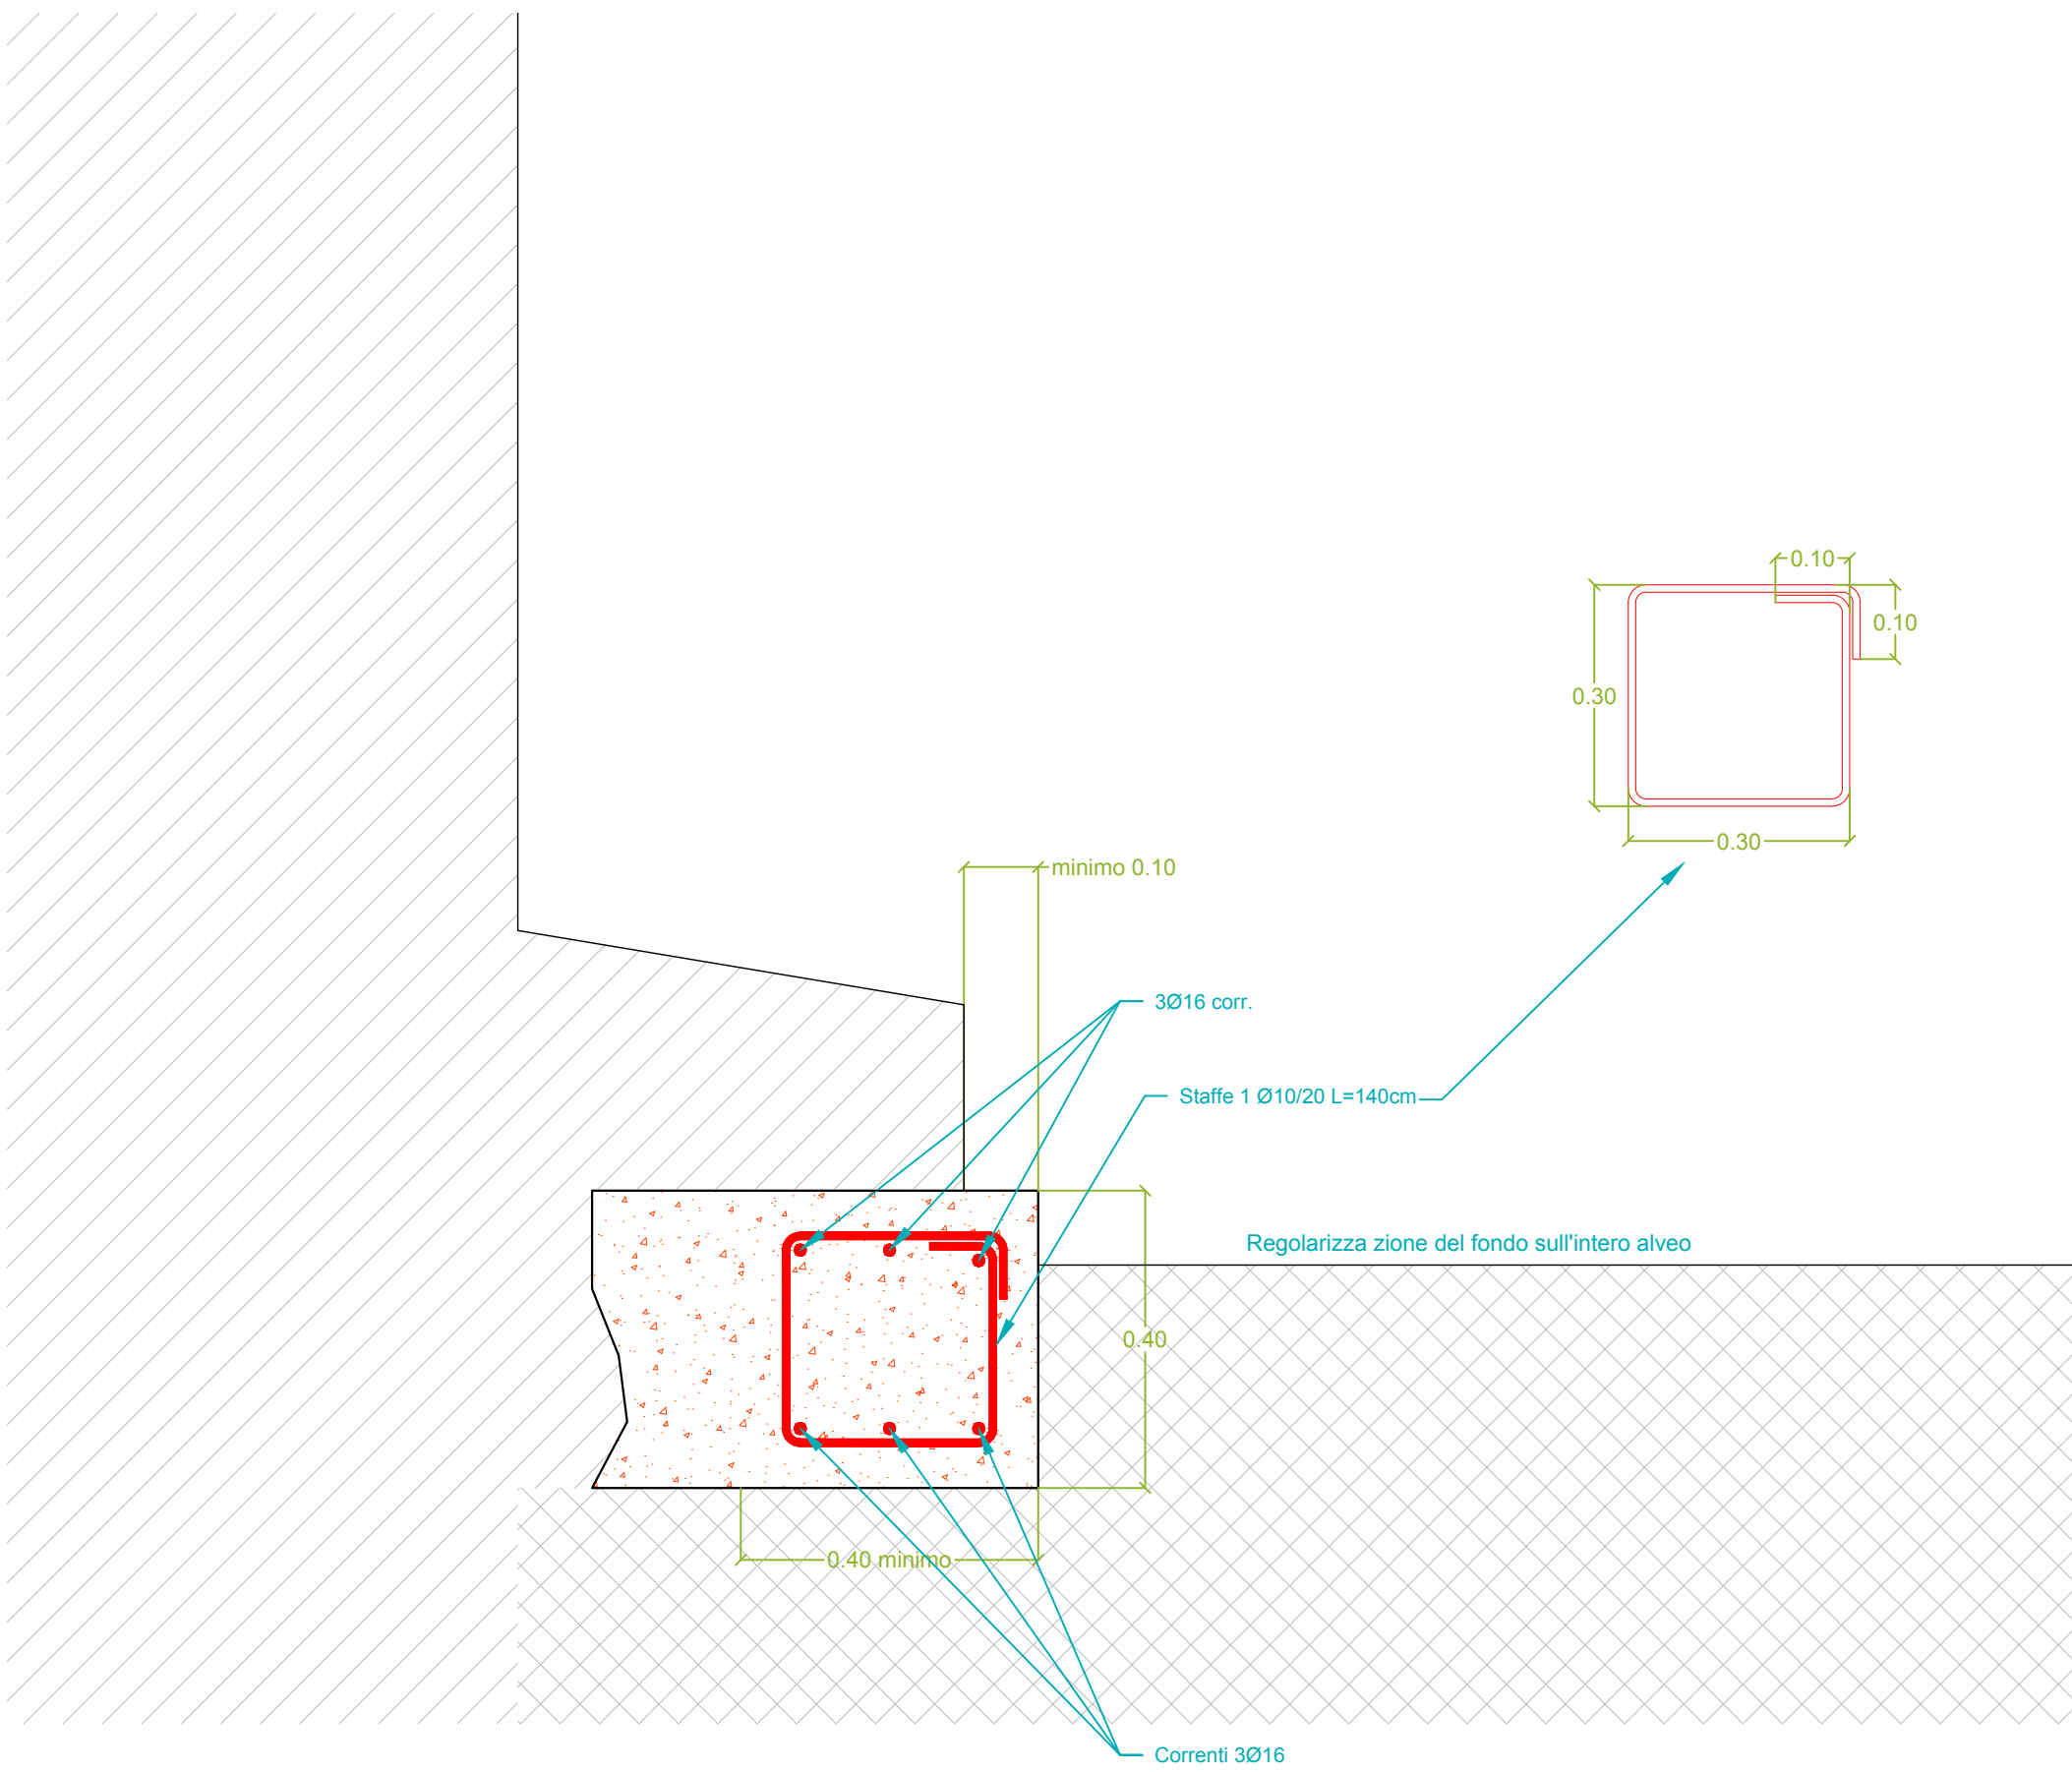 0.10
0.10
0.30
0.30
minimo 0.10
3Ø16 corr.
Staffe 1 Ø10/20 L=140cm
Regolarizza zione del fondo sull'intero alveo
0.40
0.40 minimo
Correnti 3Ø16